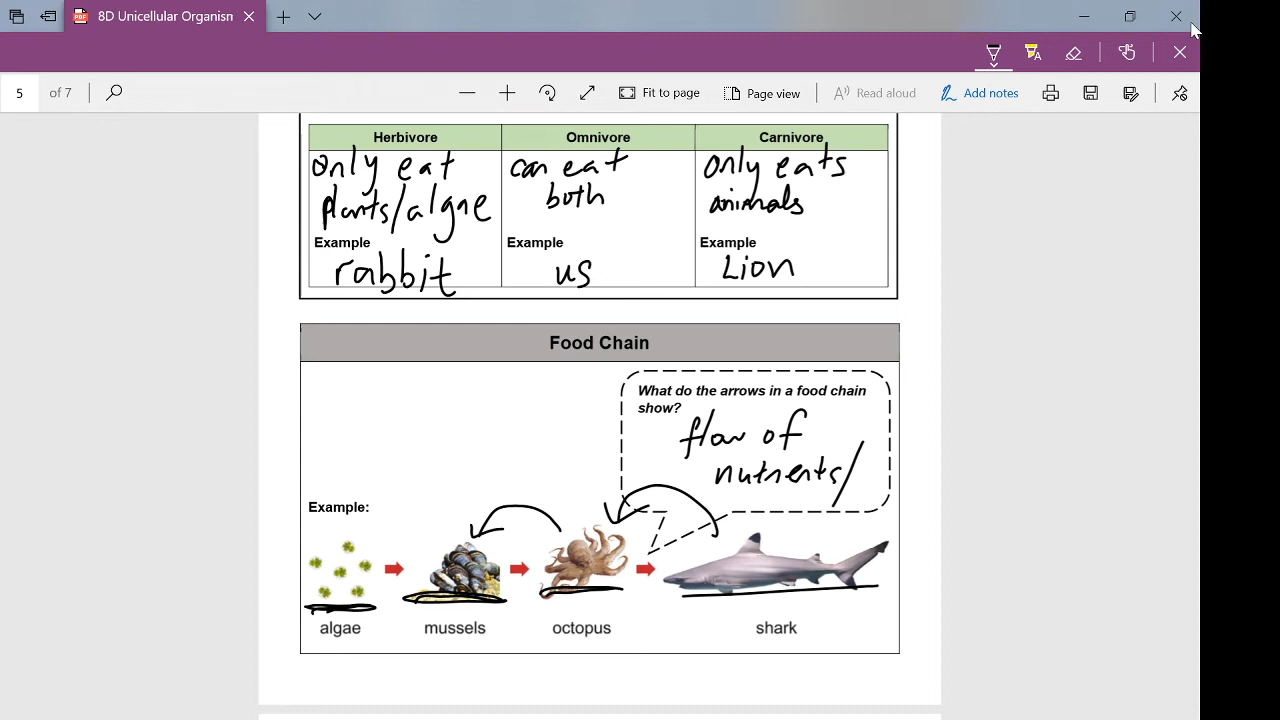 8D Unicellular Organism
5 of 7
Fit to page
Page view
Read aloud
Add notes
Herbivore Omnivore Carnivore
only eat can eat only eats
plants/algae both animals
Example Example Example
rabbit us Lion
Food Chain
What do the arrows in a food chain
show?
flow of
nutrients/
Example:
algae mussels octopus shark